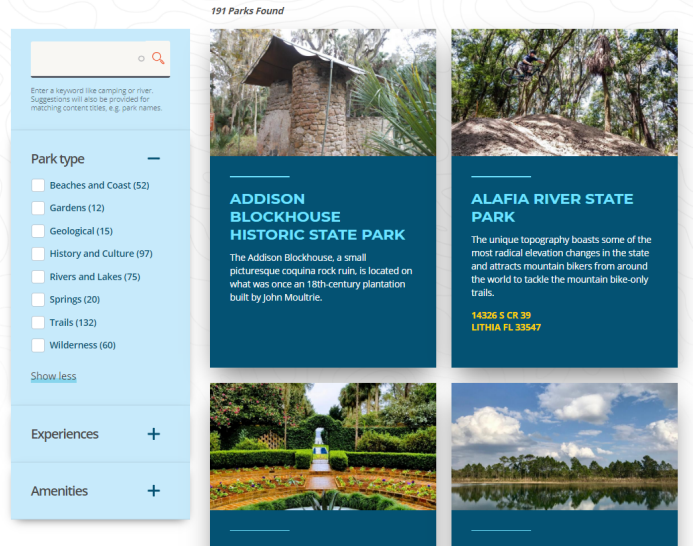 191 Parks Found
Enter a keyword like camping or river.
Suggestions will also be provided for
matching content titles, e.g. park names.
Park type
Beaches and Coast (52)
Gardens (12)
Geological (15)
History and Culture (97)
Rivers and Lakes (75)
Springs (20)
Trails (132)
Wilderness (60)
Show less
Experiences
Amenities
ADDISON
BLOCKHOUSE
HISTORIC STATE PARK
The Addison Blockhouse, a small
picturesque coquina rock ruin, is located on
what was once an 18th-century plantation
built by John Moultrie.
ALAFIA RIVER STATE
PARK
The unique topography boasts some of the
most radical elevation changes in the state
and attracts mountain bikers from around
the world to tackle the mountain bike-only
trails.
14326 S CR 39
LITHIA FL 33547